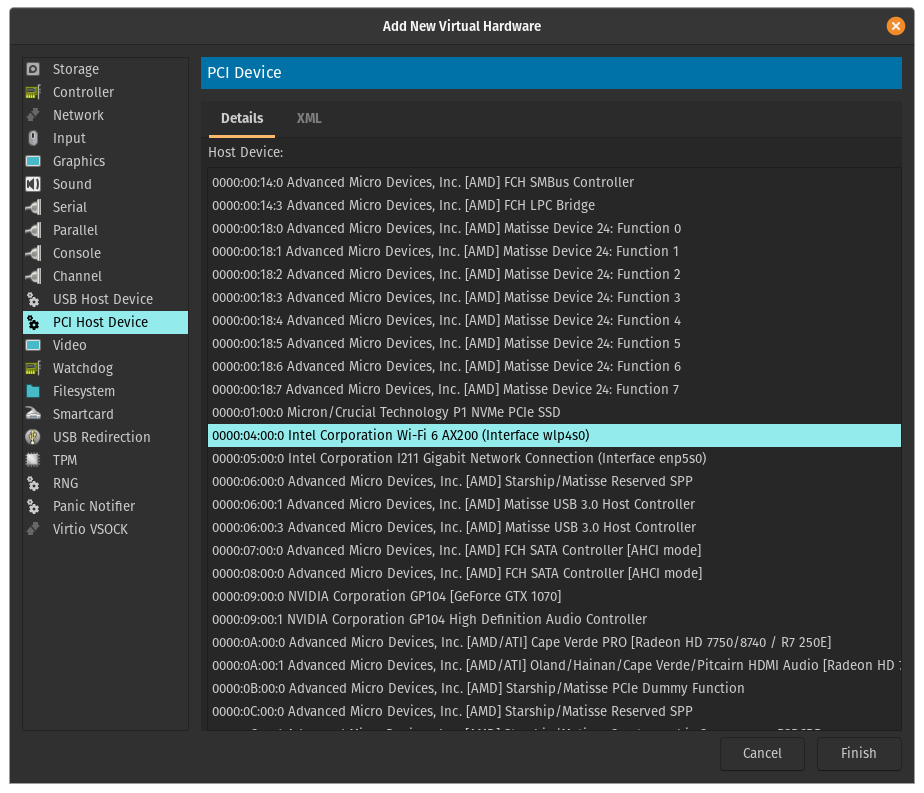 Add New Virtual Hardware
Storage
Controller
Network
Input
Graphics
Sound
Serial
Parallel
Console
Channel
USB Host Device
PCI Host Device
Video
Watchdog
Filesystem
Smartcard
USB Redirection
TPM
RNG
Panic Notifier
Virtio VSOCK
PCI Device
Details XML
Host Device:
0000:00:14:0 Advanced Micro Devices, Inc. [AMD] FCH SMBus Controller
0000:00:14:3 Advanced Micro Devices, Inc. [AMD] FCH LPC Bridge
0000:00:18:0 Advanced Micro Devices, Inc. [AMD] Matisse Device 24: Function 0
0000:00:18:1 Advanced Micro Devices, Inc. [AMD] Matisse Device 24: Function 1
0000:00:18:2 Advanced Micro Devices, Inc. [AMD] Matisse Device 24: Function 2
0000:00:18:3 Advanced Micro Devices, Inc. [AMD] Matisse Device 24: Function 3
0000:00:18:4 Advanced Micro Devices, Inc. [AMD] Matisse Device 24: Function 4
0000:00:18:5 Advanced Micro Devices, Inc. [AMD] Matisse Device 24: Function 5
0000:00:18:6 Advanced Micro Devices, Inc. [AMD] Matisse Device 24: Function 6
0000:00:18:7 Advanced Micro Devices, Inc. [AMD] Matisse Device 24: Function 7
0000:01:00:0 Micron/Crucial Technology P1 NVMe PCIe SSD
0000:04:00:0 Intel Corporation Wi-Fi 6 AX200 (Interface wlp4s0)
0000:05:00:0 Intel Corporation I211 Gigabit Network Connection (Interface enp5s0)
0000:06:00:0 Advanced Micro Devices, Inc. [AMD] Starship/Matisse Reserved SPP
0000:06:00:1 Advanced Micro Devices, Inc. [AMD] Matisse USB 3.0 Host Controller
0000:06:00:3 Advanced Micro Devices, Inc. [AMD] Matisse USB 3.0 Host Controller
0000:07:00:0 Advanced Micro Devices, Inc. [AMD] FCH SATA Controller [AHCI mode]
0000:08:00:0 Advanced Micro Devices, Inc. [AMD] FCH SATA Controller [AHCI mode]
0000:09:00:0 NVIDIA Corporation GP104 [GeForce GTX 1070]
0000:09:00:1 NVIDIA Corporation GP104 High Definition Audio Controller
0000:0A:00:0 Advanced Micro Devices, Inc. [AMD/ATI] Cape Verde PRO [Radeon HD 7750/8740 / R7 250E]
0000:0A:00:1 Advanced Micro Devices, Inc. [AMD/ATI] Oland/Hainan/Cape Verde/Pitcairn HDMI Audio [Radeon HD
0000:0B:00:0 Advanced Micro Devices, Inc. [AMD] Starship/Matisse PCIe Dummy Function
0000:0C:00:0 Advanced Micro Devices, Inc. [AMD] Starship/Matisse Reserved SPP
Cancel Finish